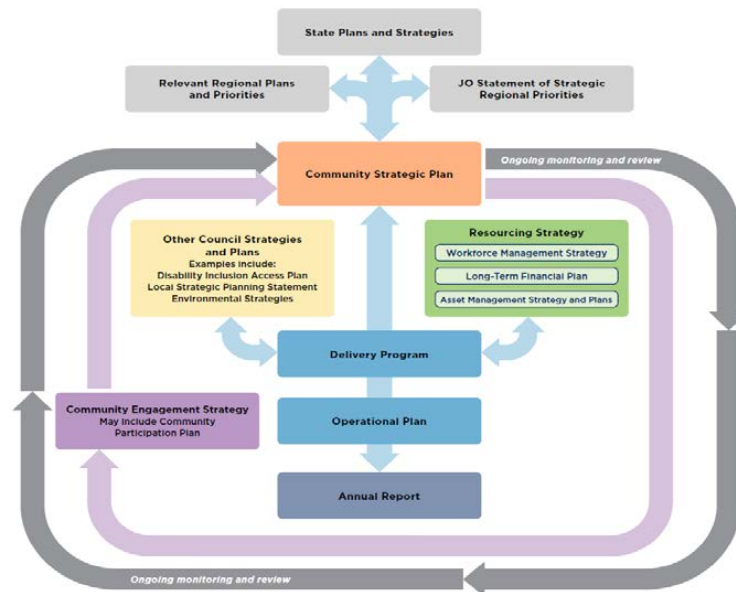 State Plans and Strategies
Relevant Regional Plans
and Priorities
JO Statement of Strategic
Regional Priorities
Community Strategic Plan
Ongoing monitoring and review
Other Council Strategies
and Plans
Examples include:
Disability Inclusion Access Plan
Local Strategic Planning Statement
Environmental Strategies
Resourcing Strategy
Workforce Management Strategy
Long-Term Financial Plan
Asset Management Strategy and Plans
Delivery Program
Community Engagement Strategy
May Include Community
Participation Plan
Operational Plan
Annual Report
Ongoing monitoring and review